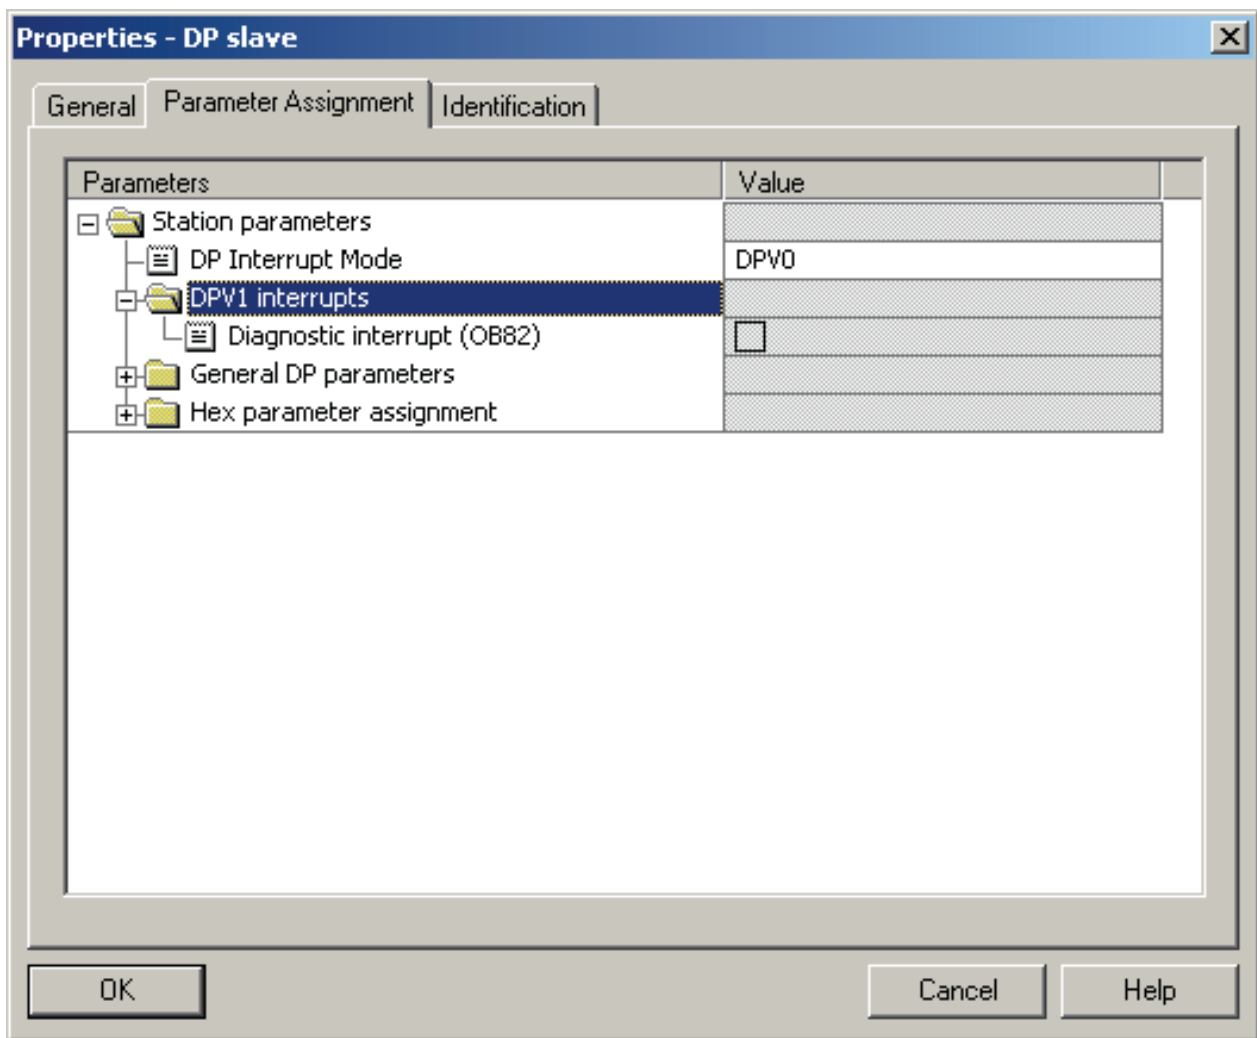 Properties - DP slave
General Parameter Assignment Identification
Parameters Value
Station parameters
DP Interrupt Mode DPV0
DPV1 interrupts
Diagnostic interrupt (OB82)
General DP parameters
Hex parameter assignment
OK Cancel Help